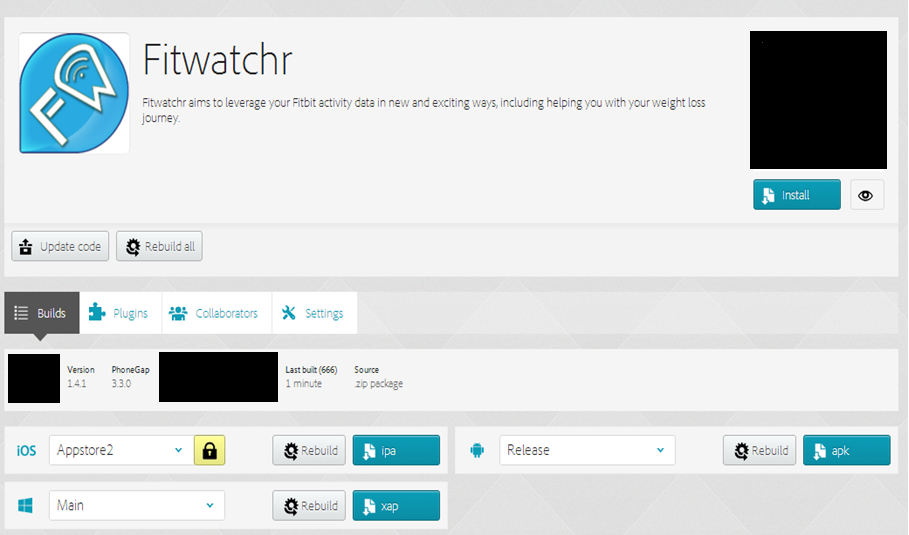 FW
Fitwatchr
Fitwatchr aims to leverage your Fitbit activity data in new and exciting ways, including helping you with your weight loss
journey.
Install
Update code
Rebuild all
Builds
Plugins
Collaborators
Settings
Version
PhoneGap
Last built (666)
Source
1.4.1
3.3.0
1 minute
.zip package
iOS
Appstore2
Rebuild
ipa
Release
Rebuild
apk
Main
Rebuild
xap